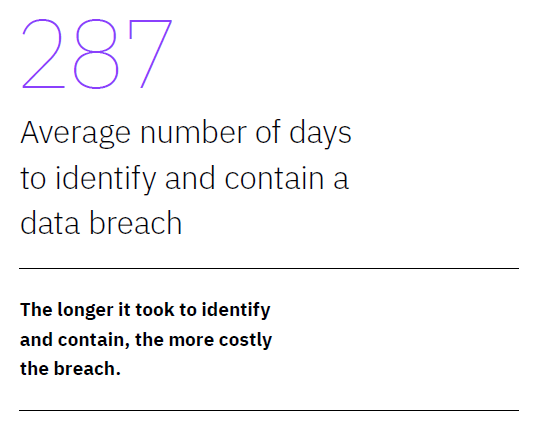 287
Average number of days
to identify and contain a
data breach
The longer it took to identify
and contain, the more costly
the breach.